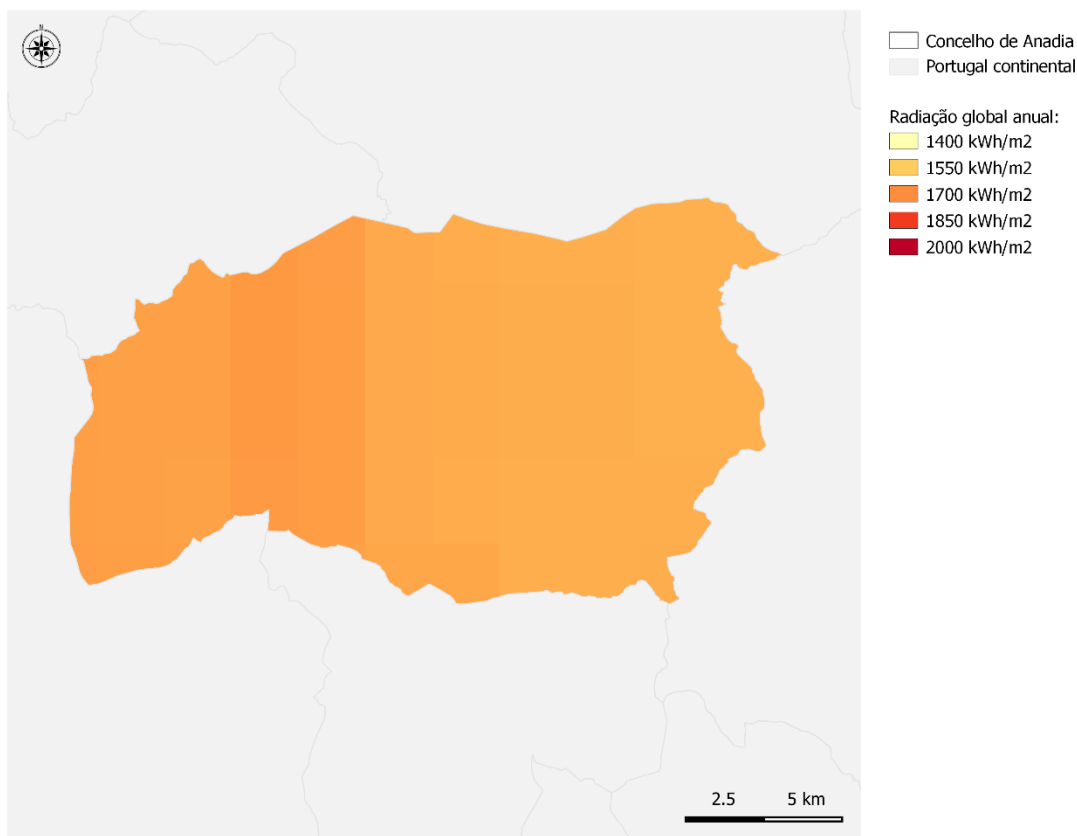 N
Concelho de Anadia
Portugal continental
Radiação global anual:
1400 kWh/m2
1550 kWh/m2
1700 kWh/m2
1850 kWh/m2
2000 kWh/m2
2.5 5 km